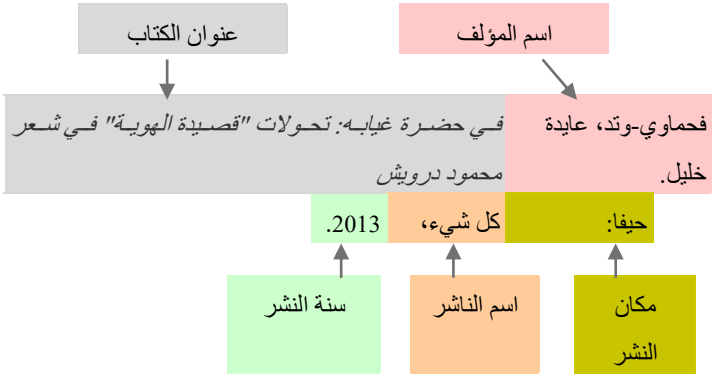 اسم المؤلف
عنوان الكتاب
فحماوي-وتد، عايدة خليل.
في حضرة غيابه: تحولات "قصيدة الهوية" في شعر
محمود درويش
حيفا: كل شيء، 2013.
مكان النشر
اسم الناشر
سنة النشر